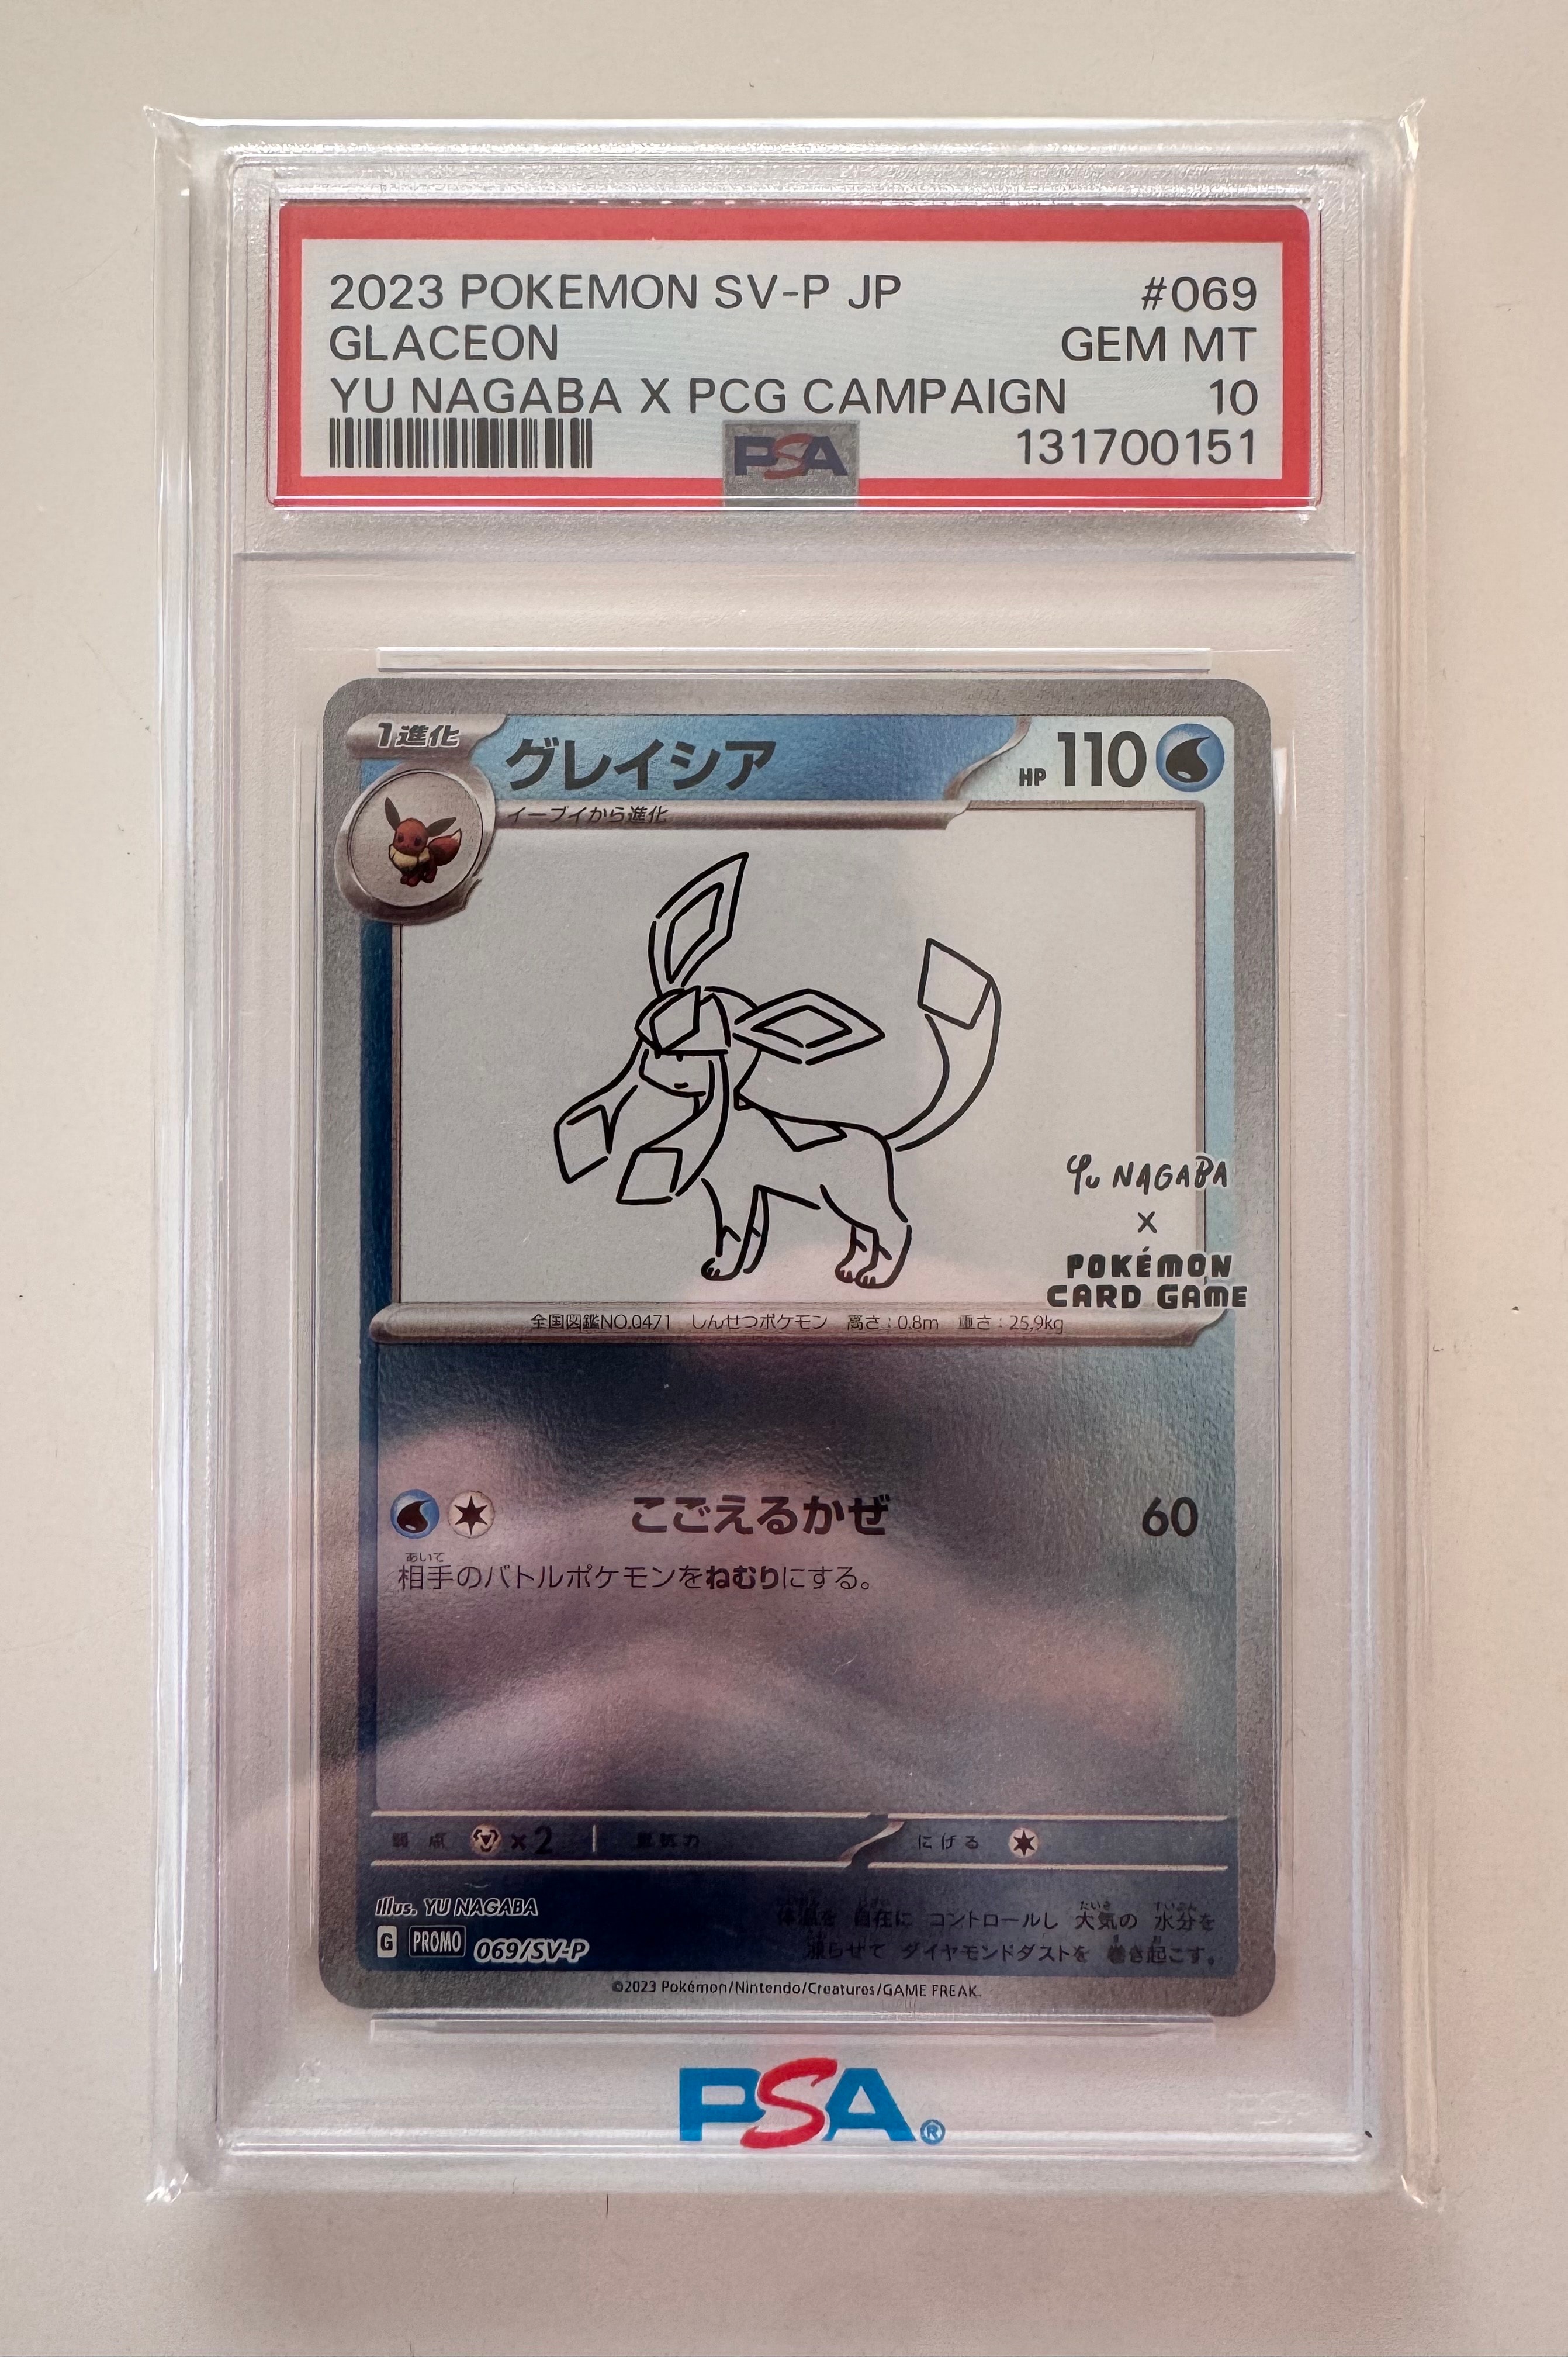 2023 POKEMON SV-P JP #069
GLACEON GEM MT
YU NAGABA X PCG CAMPAIGN 10
PSA 131700151
1進化 グレイシア HP 110
イーブイから進化
Yu NAGABA
X
POKÉMON
CARD GAME
全国図鑑NO.0471 しんせつポケモン 高さ:0.8m 重さ:25.9kg
こごえるかぜ 60
あいて
相手のバトルポケモンをねむりにする。
弱点 ×2 抵抗力 にげる
Illus. YU NAGABA
たいき すいぶん
体温を 自在に コントロールし 大気の 水分を
G PROMO 069/SV-P
凍らせて ダイヤモンドダストを 巻き起こす。
©2023 Pokémon/Nintendo/Creatures/GAME FREAK.
PSA®